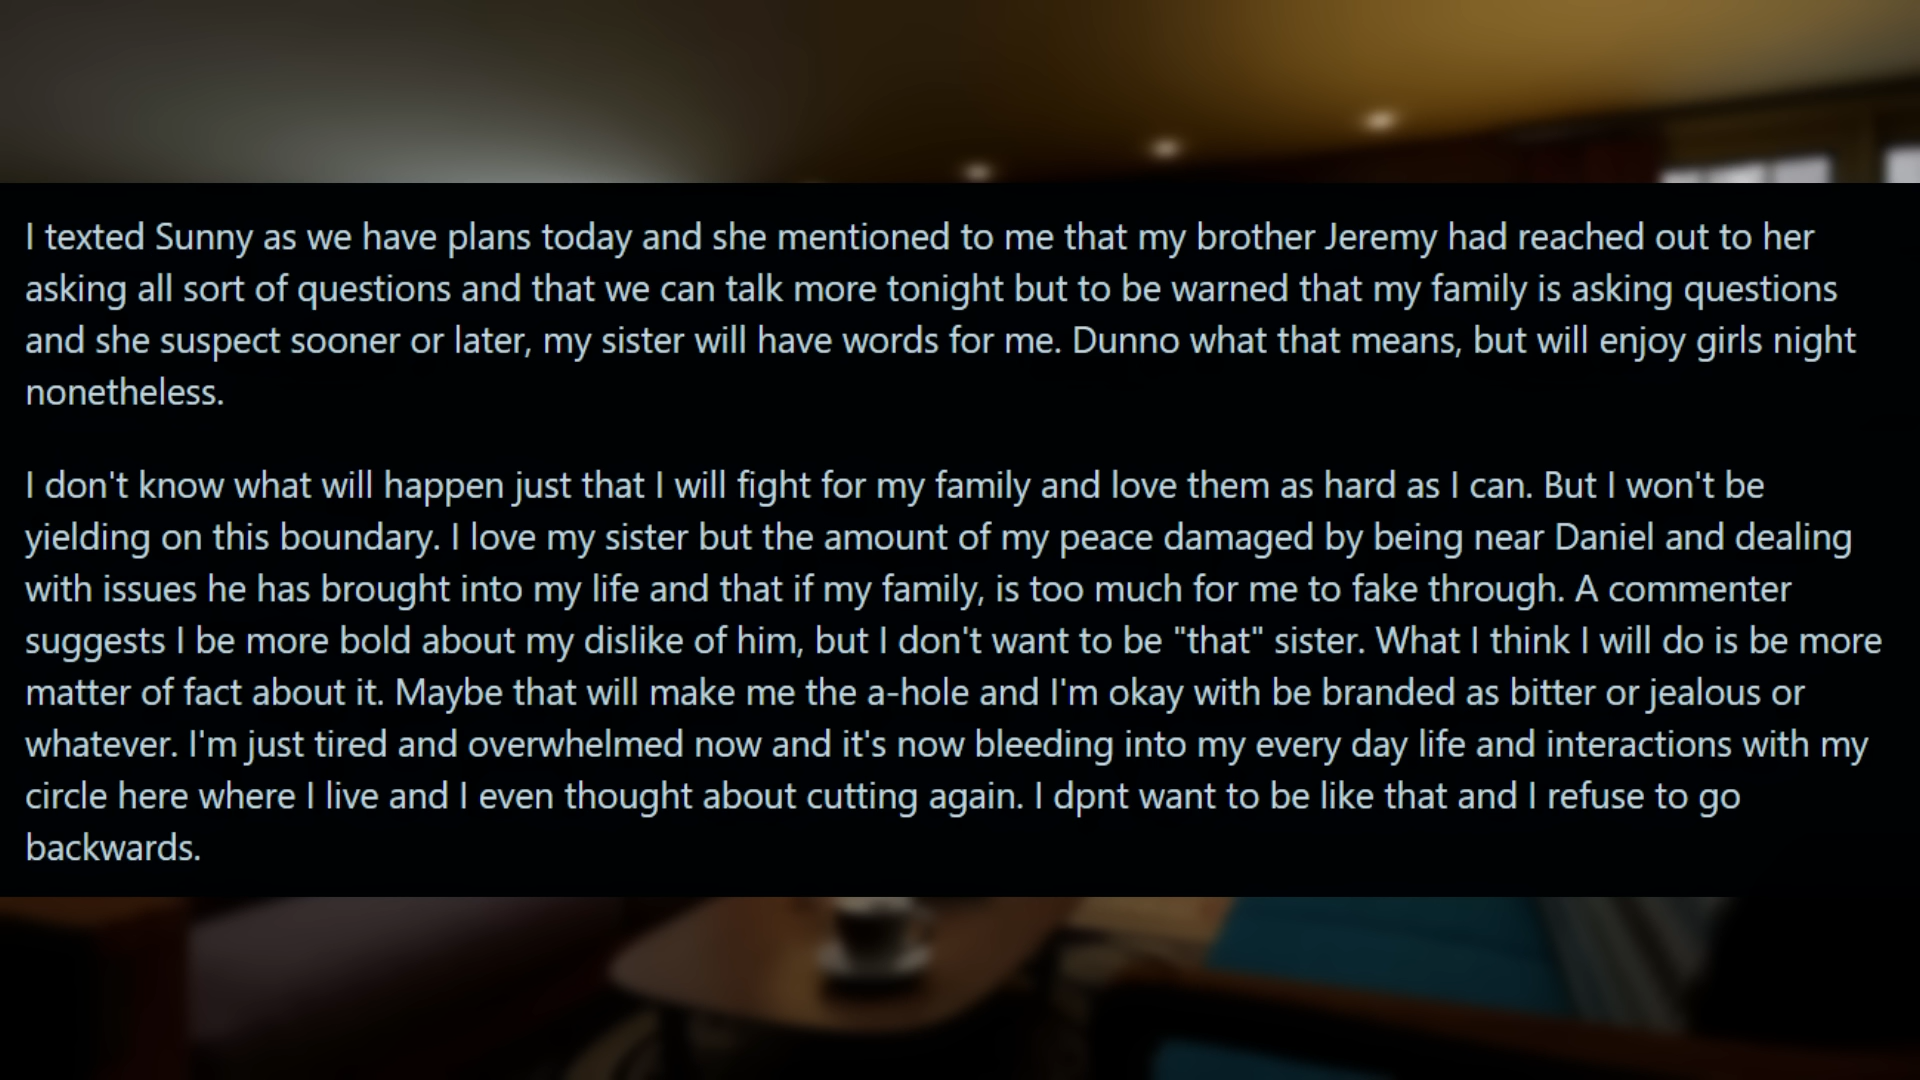 I texted Sunny as we have plans today and she mentioned to me that my brother Jeremy had reached out to her
asking all sort of questions and that we can talk more tonight but to be warned that my family is asking questions
and she suspect sooner or later, my sister will have words for me. Dunno what that means, but will enjoy girls night
nonetheless.
I don't know what will happen just that I will fight for my family and love them as hard as I can. But I won't be
yielding on this boundary. I love my sister but the amount of my peace damaged by being near Daniel and dealing
with issues he has brought into my life and that if my family, is too much for me to fake through. A commenter
suggests I be more bold about my dislike of him, but I don't want to be "that" sister. What I think I will do is be more
matter of fact about it. Maybe that will make me the a-hole and I'm okay with be branded as bitter or jealous or
whatever. I'm just tired and overwhelmed now and it's now bleeding into my every day life and interactions with my
circle here where I live and I even thought about cutting again. I dpnt want to be like that and I refuse to go
backwards.